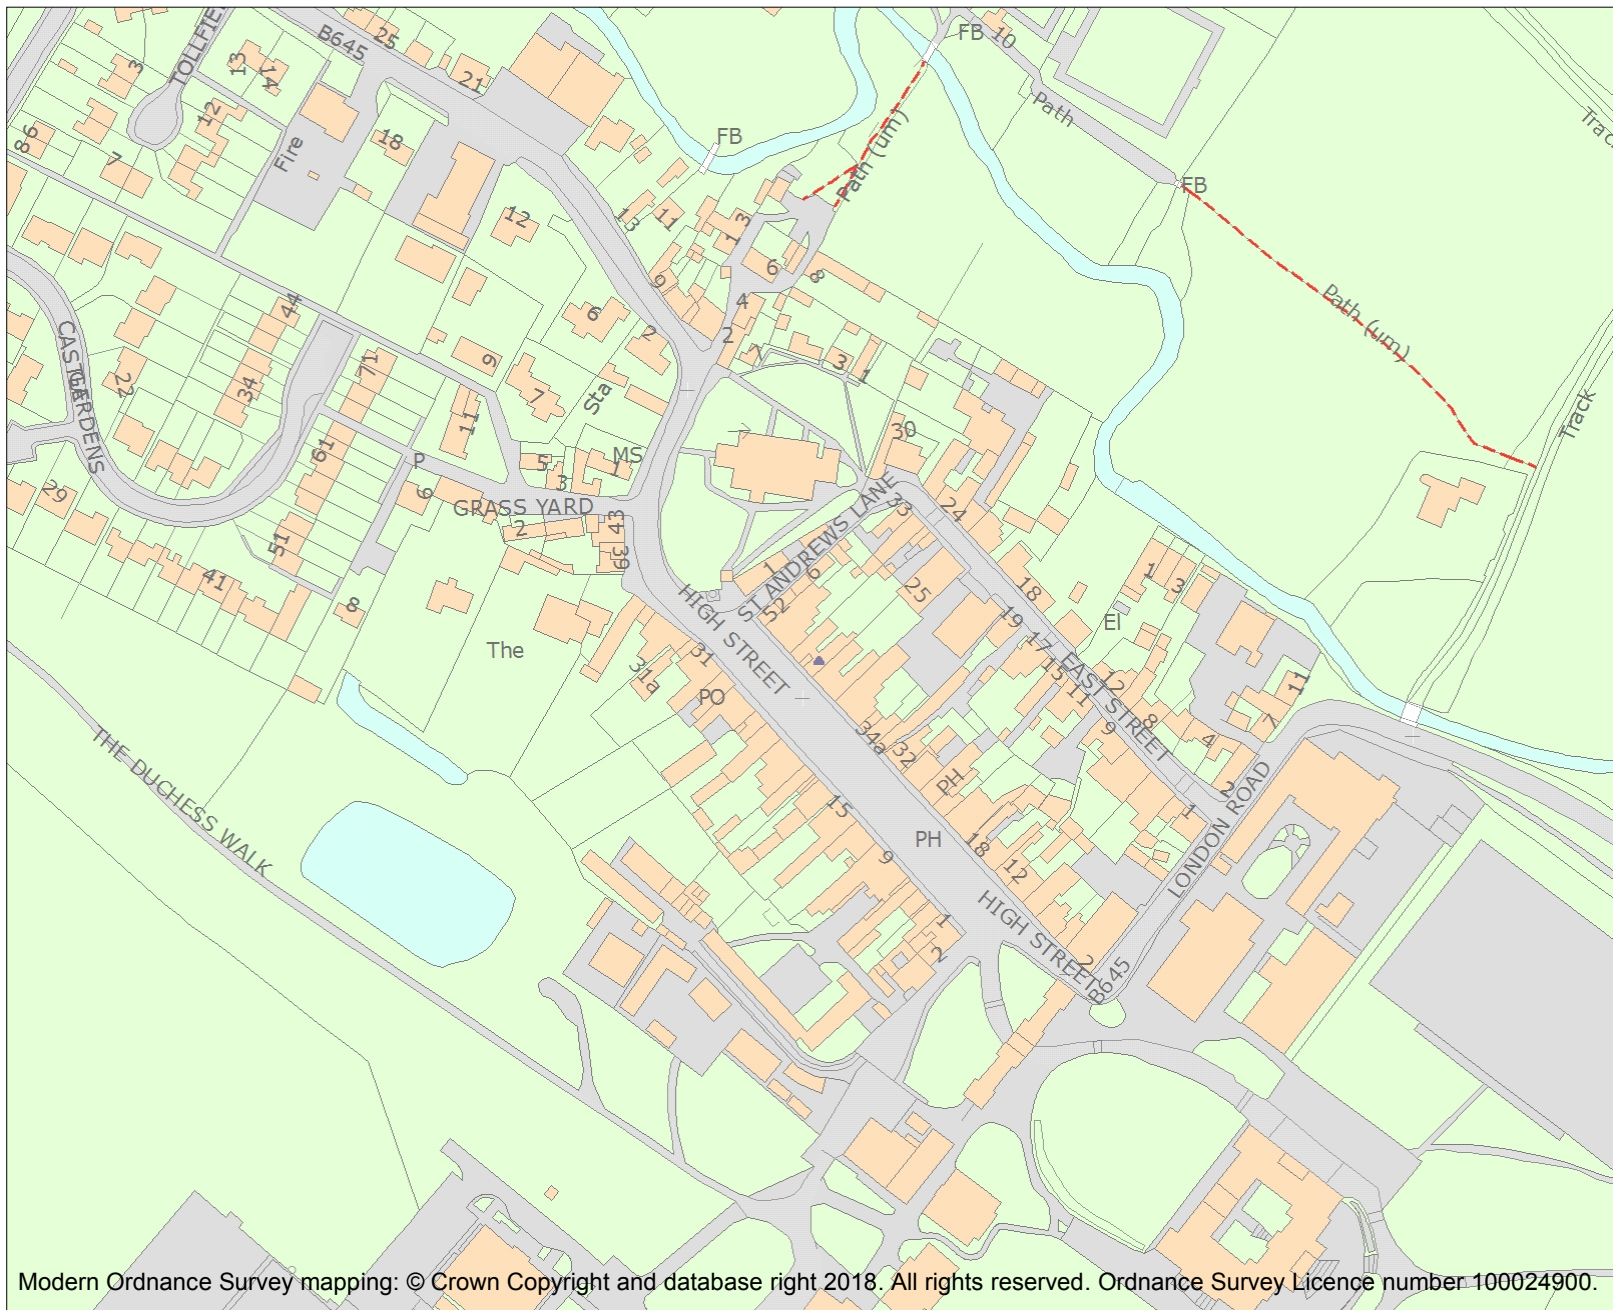 B645
25
TOLLFIE
13
14
3
21
FB
10
Path
Track
12
86
7
Fire
18
FB
Path (um)
FB
12
13
11
1
3
6
8
9
4
2
44
6
2
7
3
1
Path (um)
CASTLE
GARDENS
22
34
71
9
7
Sta
11
30
Track
61
P
5
3
1
MS
29
6
GRASS YARD
2
43
39
33
24
ST ANDREWS LANE
51
41
8
1
6
52
25
18
1
3
El
19
17
15
11
HIGH STREET
The
31
31a
PO
EAST STREET
12
8
9
4
11
7
34a
32
PH
2
1
LONDON ROAD
THE DUCHESS WALK
15
9
PH
18
12
1
2
HIGH STREET
2
B645
Modern Ordnance Survey mapping: © Crown Copyright and database right 2018. All rights reserved. Ordnance Survey Licence number 100024900.